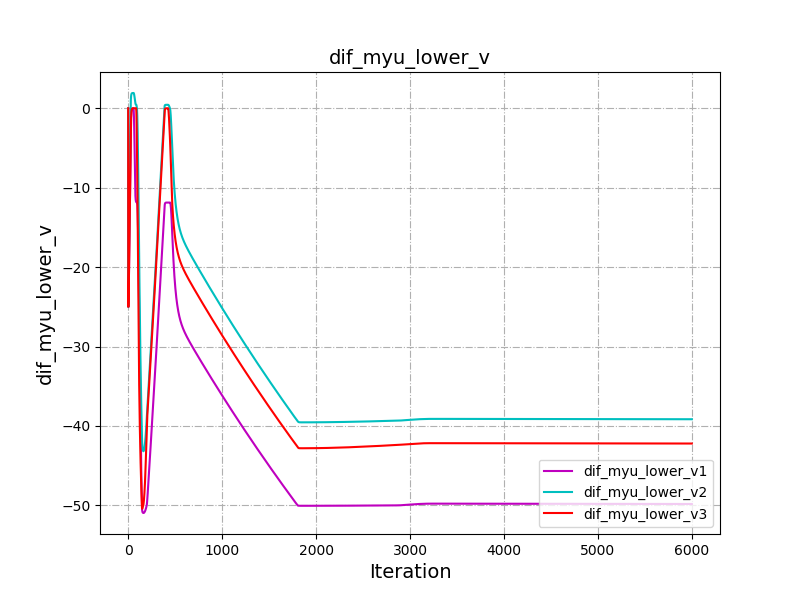 dif_myu_lower_v
dif_myu_lower_v
0
−10
−20
−30
−40
−50
0
1000
2000
3000
4000
5000
6000
Iteration
dif_myu_lower_v1
dif_myu_lower_v2
dif_myu_lower_v3